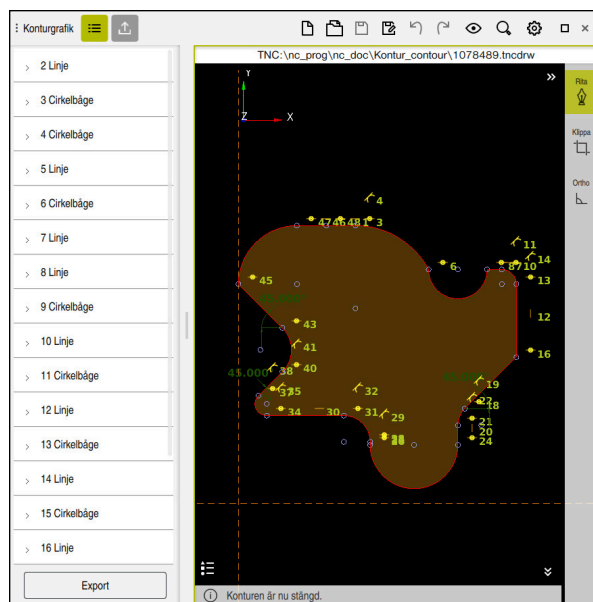 Konturgrafik
TNC:\nc_prog\nc_doc\Kontur_contour\1078489.tncdrw
2 Linje
3 Cirkelbåge
4 Cirkelbåge
5 Linje
6 Cirkelbåge
7 Linje
8 Linje
9 Cirkelbåge
10 Linje
11 Cirkelbåge
12 Linje
13 Cirkelbåge
14 Linje
15 Cirkelbåge
16 Linje
Export
Y
Z X
4
47 46 48 1 3
11
6 8 7 10 14
45 13
43 12
41 16
45.000° 38 40
37 35 32 19
22 18
34 30 31 29
21
20
24
Rita
Klippa
Ortho
Konturen är nu stängd.